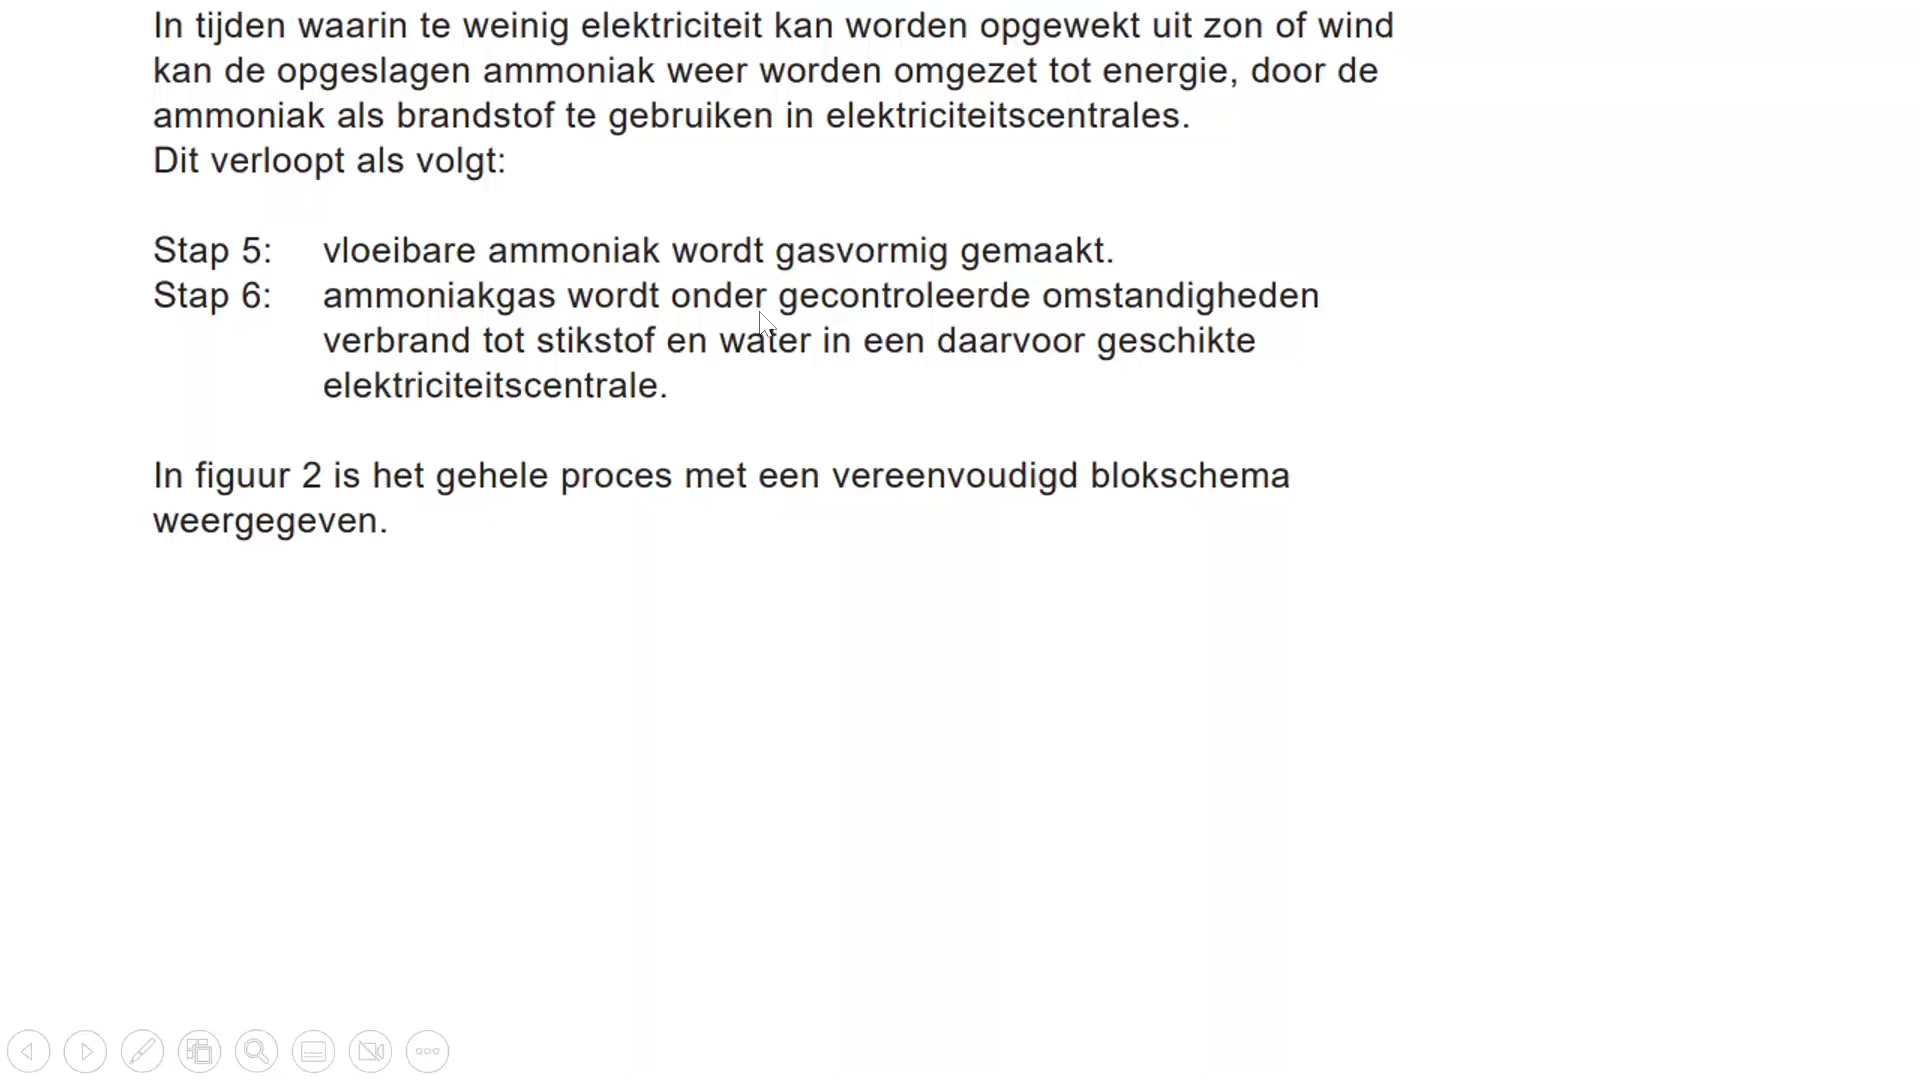 In tijden waarin te weinig elektriciteit kan worden opgewekt uit zon of wind
kan de opgeslagen ammoniak weer worden omgezet tot energie, door de
ammoniak als brandstof te gebruiken in elektriciteitscentrales.
Dit verloopt als volgt:
Stap 5: vloeibare ammoniak wordt gasvormig gemaakt.
Stap 6: ammoniakgas wordt onder gecontroleerde omstandigheden
verbrand tot stikstof en water in een daarvoor geschikte
elektriciteitscentrale.
In figuur 2 is het gehele proces met een vereenvoudigd blokschema
weergegeven.